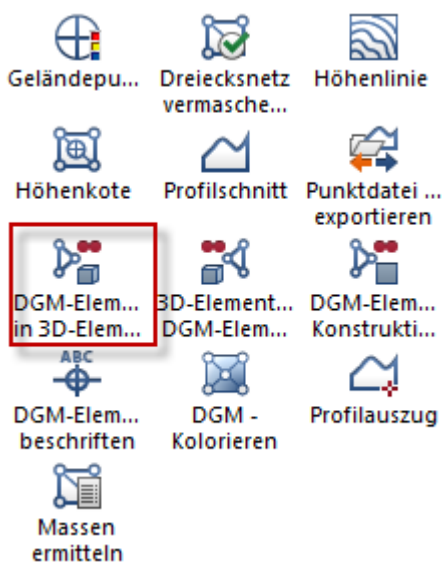 Geländepu... Dreiecksnetz Höhenlinie
vermasche...
Höhenkote Profilschnitt Punktdatei ...
exportieren
DGM-Elem... 3D-Element... DGM-Elem...
in 3D-Elem... DGM-Elem... Konstrukti...
ABC
DGM-Elem... DGM - Profilauszug
beschriften Kolorieren
Massen
ermitteln